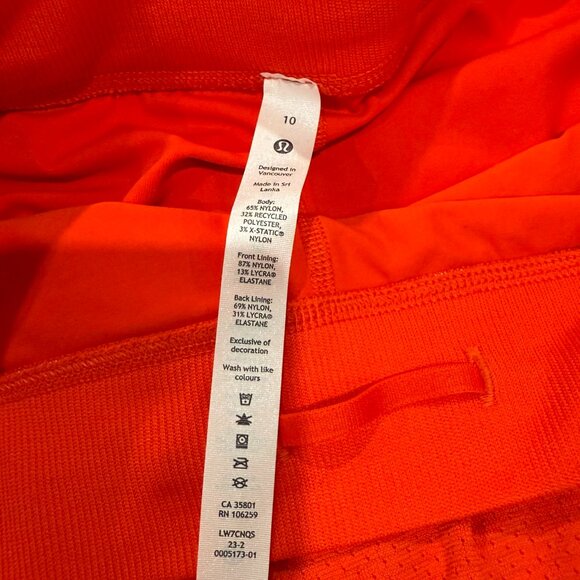 10
Designed in
Vancouver
Made in Sri
Lanka
Body:
65% NYLON,
32% RECYCLED
POLYESTER,
3% X-STATIC®
NYLON
Front Lining:
87% NYLON,
13% LYCRA®
ELASTANE
Back Lining:
69% NYLON,
31% LYCRA®
ELASTANE
Exclusive of
decoration
Wash with like
colours
CA 35801
RN 106259
LW7CNQS
23-2
0005173-01